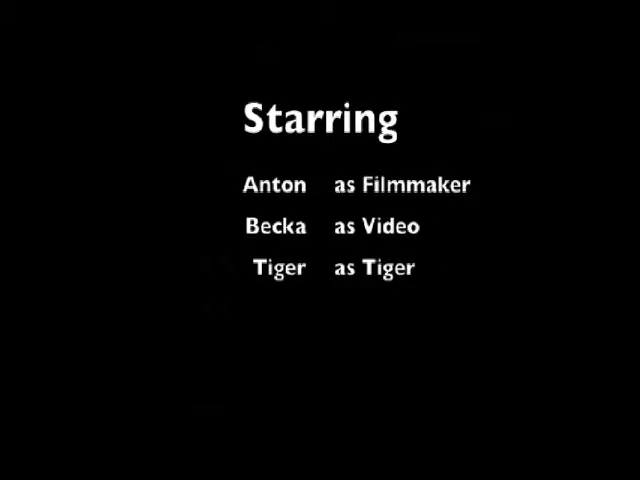 Starring
Anton as Filmmaker
Becka as Video
Tiger as Tiger